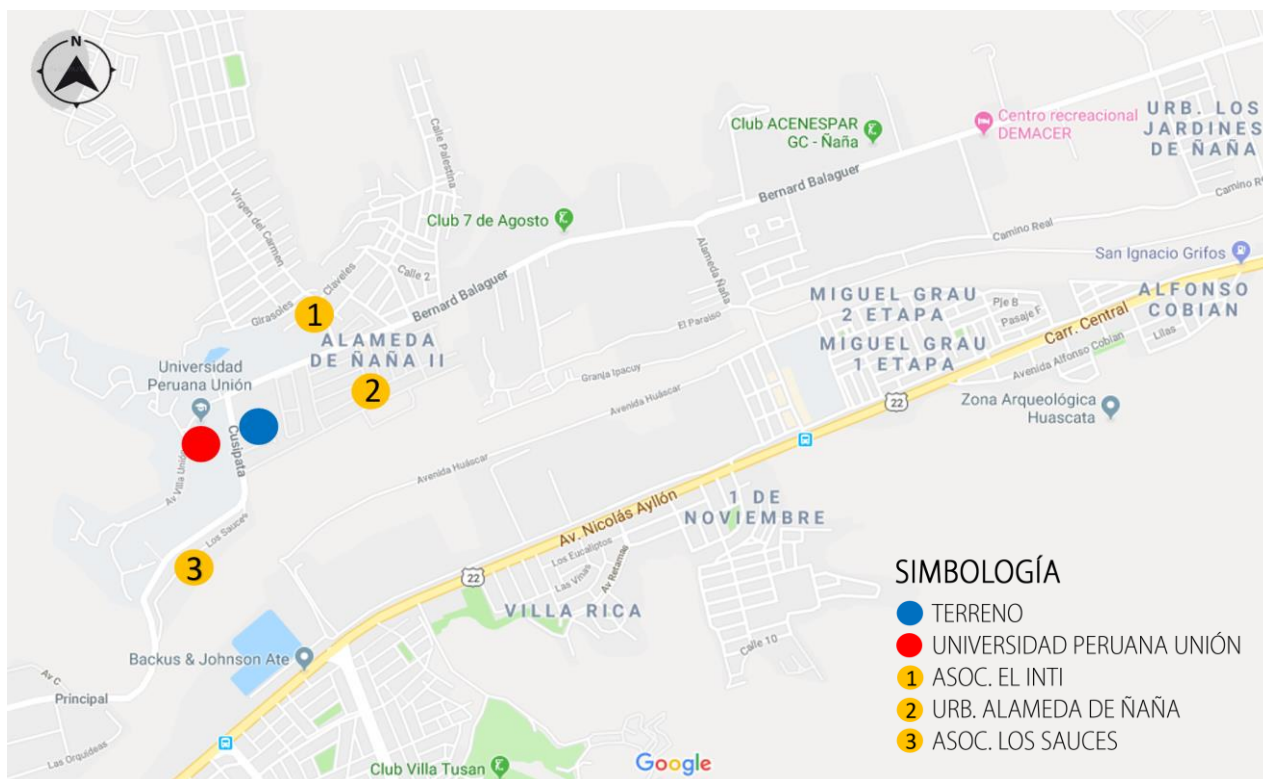 N
URB. LOS
JARDINES
DE ÑAÑA
Centro recreacional
DEMACER
Club ACENESPAR
GC - Ñaña
Calle Palestina
Bernard Balaguer
Virgen del Carmen
Club 7 de Agosto
Camino Real
San Ignacio Grifos
Calle 2
Claveles
Girasoles
1
Bernard Balaguer
Alameda Ñaña
MIGUEL GRAU
2 ETAPA
Pje B
Pasaje F
ALFONSO
COBIAN
ALAMEDA
DE ÑAÑA II
El Paraiso
MIGUEL GRAU
1 ETAPA
Carr. Central
Avenida Alfonso Cobian
Lilas
Universidad
Peruana Unión
2
Granja Ipacuy
Avenida Huáscar
22
Zona Arqueológica
Huascata
Cusipata
Av Villa Unión
Avenida Huáscar
1 DE
NOVIEMBRE
Av. Nicolás Ayllón
Los Sauces
3
Los Eucaliptos
Las Vinas
Av Retamas
22
VILLA RICA
Calle 10
Backus & Johnson Ate
Av C
Principal
Las Orquideas
Club Villa Tusan
Google
SIMBOLOGÍA
TERRENO
UNIVERSIDAD PERUANA UNIÓN
1 ASOC. EL INTI
2 URB. ALAMEDA DE ÑAÑA
3 ASOC. LOS SAUCES